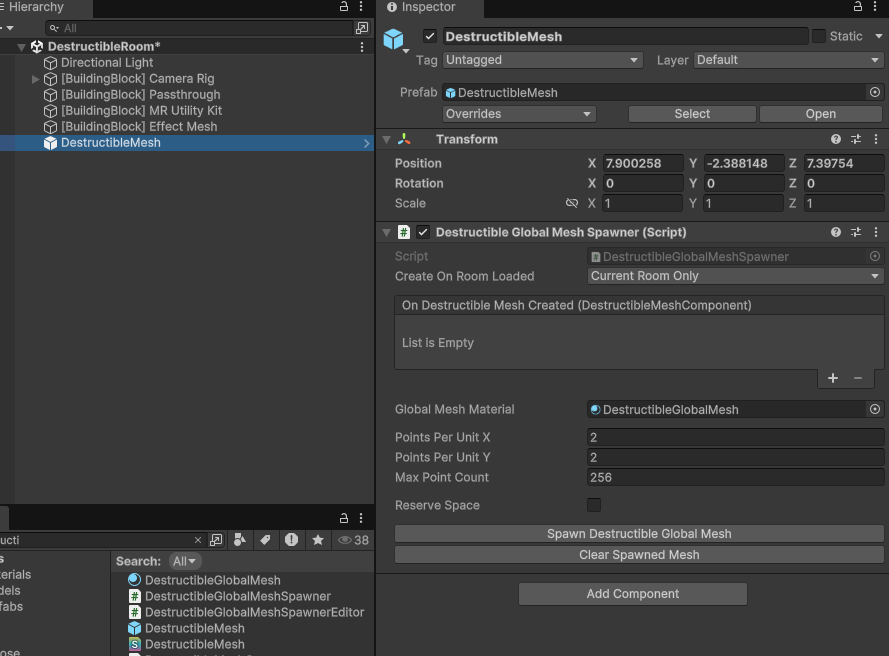 Hierarchy
All
DestructibleRoom*
Directional Light
[BuildingBlock] Camera Rig
[BuildingBlock] Passthrough
[BuildingBlock] MR Utility Kit
[BuildingBlock] Effect Mesh
DestructibleMesh
ucti
38
erials
dels
fabs
Search: All
DestructibleGlobalMesh
DestructibleGlobalMeshSpawner
DestructibleGlobalMeshSpawnerEditor
DestructibleMesh
DestructibleMesh
Inspector
DestructibleMesh Static
Tag Untagged Layer Default
Prefab DestructibleMesh
Overrides Select Open
Transform
Position X 7.900258 Y -2.388148 Z 7.39754
Rotation X 0 Y 0 Z 0
Scale X 1 Y 1 Z 1
# Destructible Global Mesh Spawner (Script)
Script DestructibleGlobalMeshSpawner
Create On Room Loaded Current Room Only
On Destructible Mesh Created (DestructibleMeshComponent)
List is Empty
+ −
Global Mesh Material DestructibleGlobalMesh
Points Per Unit X 2
Points Per Unit Y 2
Max Point Count 256
Reserve Space
Spawn Destructible Global Mesh
Clear Spawned Mesh
Add Component